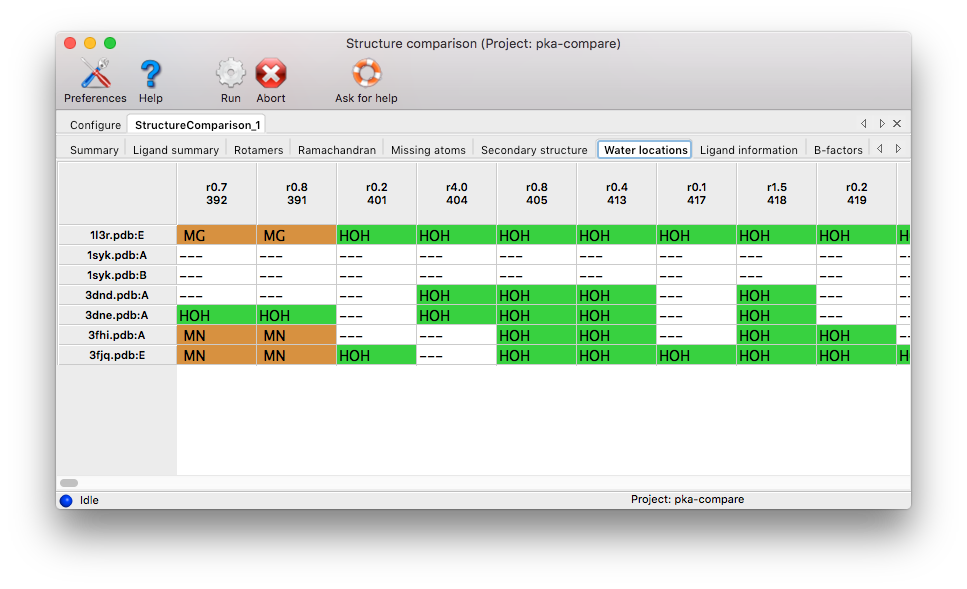 Structure comparison (Project: pka-compare)
Preferences Help Run Abort Ask for help
Configure StructureComparison_1
Summary Ligand summary Rotamers Ramachandran Missing atoms Secondary structure Water locations Ligand information B-factors
r0.7 r0.8 r0.2 r4.0 r0.8 r0.4 r0.1 r1.5 r0.2
392 391 401 404 405 413 417 418 419
1l3r.pdb:E MG MG HOH HOH HOH HOH HOH HOH HOH H
1syk.pdb:A --- --- --- --- --- --- --- --- --- --
1syk.pdb:B --- --- --- --- --- --- --- --- --- --
3dnd.pdb:A --- --- --- HOH HOH HOH --- HOH --- --
3dne.pdb:A HOH HOH --- HOH HOH HOH --- HOH --- --
3fhi.pdb:A MN MN --- --- HOH HOH --- HOH HOH --
3fjq.pdb:E MN MN HOH --- HOH HOH HOH HOH HOH H
Idle Project: pka-compare